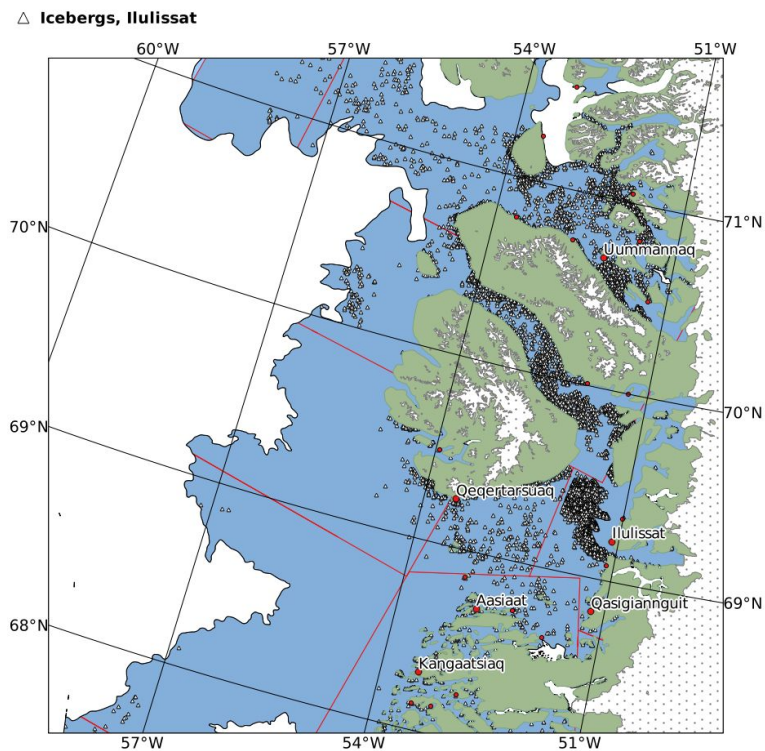 △ Icebergs, Ilulissat
60°W 57°W 54°W 51°W
70°N
71°N
Uummannaq
69°N
70°N
Qeqertarsuaq
Ilulissat
Aasiaat
Qasigiannguit
69°N
68°N
Kangaatsiaq
57°W 54°W 51°W